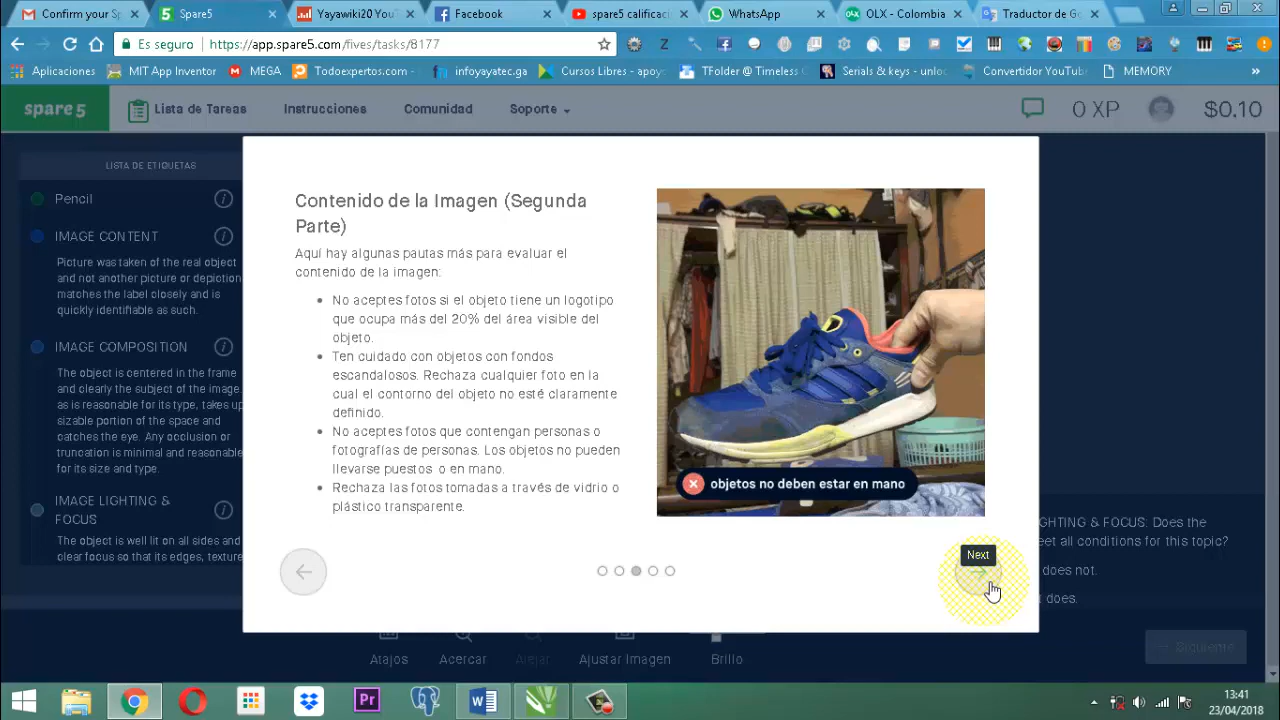 Confirm your S
Spare5
Yayawiki20 YouT
Facebook
spare5 calificaci
WhatsApp
OLX - Colombia
Traductor de Go
Es seguro
https://app.spare5.com/fives/tasks/8177
Aplicaciones
MIT App Inventor
MEGA
Todoexpertos.com -
infoyayatec.ga
Cursos Libres - apoy
TFolder @ Timeless
Serials & keys - unloc
Convertidor YouTub
MEMORY
»
spare5
Lista de Tareas
Instrucciones
Comunidad
Soporte
0 XP
$0.10
LISTA DE ETIQUETAS
Pencil
IMAGE CONTENT
Picture was taken of the real object
and not another picture or depiction
matches the label closely and is
quickly identifiable as such.
IMAGE COMPOSITION
The object is centered in the frame
and clearly the subject of the image
as is reasonable for its type, takes up
sizable portion of the space and
catches the eye. Any occlusion or
truncation is minimal and reasonable
for its size and type.
IMAGE LIGHTING &
FOCUS
The object is well lit on all sides and
clear focus so that its edges, texture
Contenido de la Imagen (Segunda
Parte)
Aquí hay algunas pautas más para evaluar el
contenido de la imagen:
• No aceptes fotos si el objeto tiene un logotipo
que ocupa más del 20% del área visible del
objeto.
• Ten cuidado con objetos con fondos
escandalosos. Rechaza cualquier foto en la
cual el contorno del objeto no esté claramente
definido.
• No aceptes fotos que contengan personas o
fotografías de personas. Los objetos no pueden
llevarse puestos o en mano.
• Rechaza las fotos tomadas a través de vidrio o
plástico transparente.
objetos no deben estar en mano
Next
GHTING & FOCUS: Does the
eet all conditions for this topic?
does not.
t does.
Atajos
Acercar
Alejar
Ajustar Imagen
Brillo
Siguiente
13:41
23/04/2018